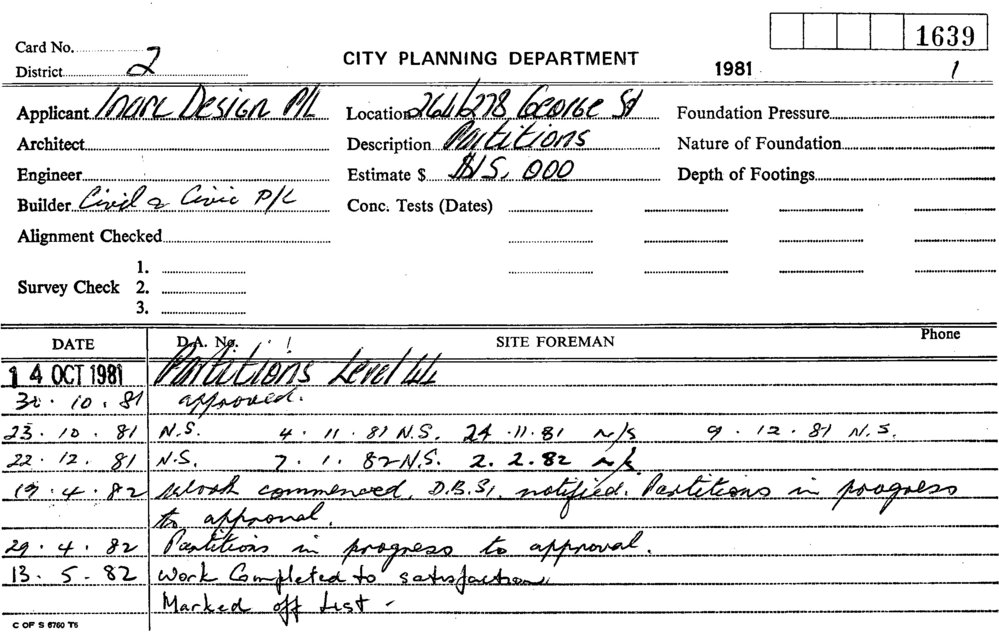 1639
Card No. 2
CITY PLANNING DEPARTMENT
District
1981 1
Applicant Inarc Design P/L Location 264/278 George St Foundation Pressure
Architect Description Partitions Nature of Foundation
Engineer Estimate $ $15,000 Depth of Footings
Builder Civil & Civic P/L Conc. Tests (Dates)
Alignment Checked
1.
Survey Check 2.
3.
DATE D.A. No. SITE FOREMAN Phone
14 OCT 1981 Partitions Level 44
30.10.81 approved.
23.10.81 N.S. 4.11.81 N.S. 24.11.81 n/s 9.12.81 N.S.
22.12.81 N.S. 7.1.82 N.S. 2.2.82 n/s
19.4.82 Work commenced, D.B.S. notified. Partitions in progress
to approval.
29.4.82 Partitions in progress to approval.
13.5.82 Work Completed to satisfaction
Marked off List -
C OF S 6760 T6